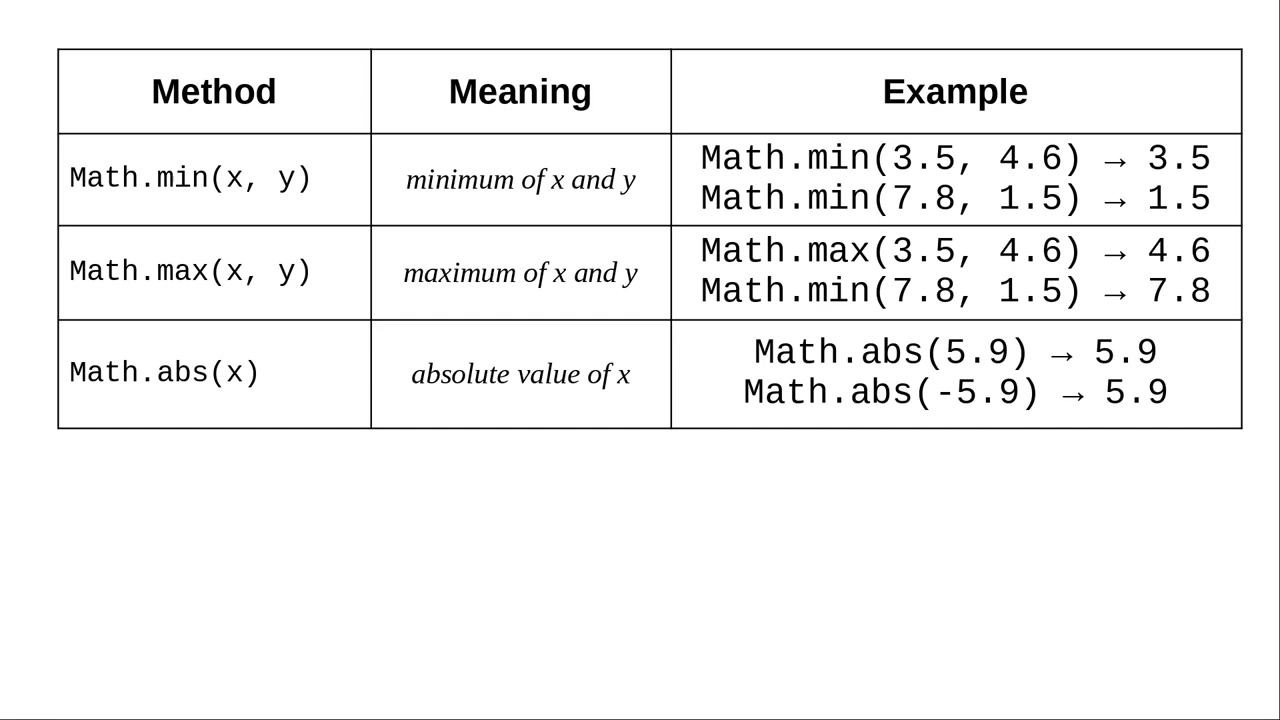 Method Meaning Example
Math.min(x, y) minimum of x and y Math.min(3.5, 4.6) → 3.5
Math.min(7.8, 1.5) → 1.5
Math.max(x, y) maximum of x and y Math.max(3.5, 4.6) → 4.6
Math.min(7.8, 1.5) → 7.8
Math.abs(x) absolute value of x Math.abs(5.9) → 5.9
Math.abs(-5.9) → 5.9